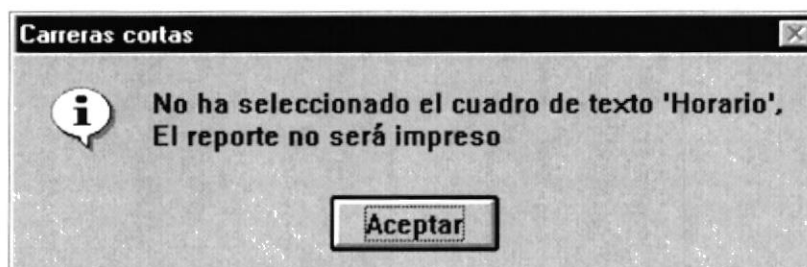 Carreras cortas
No ha seleccionado el cuadro de texto 'Horario',
El reporte no será impreso
Aceptar